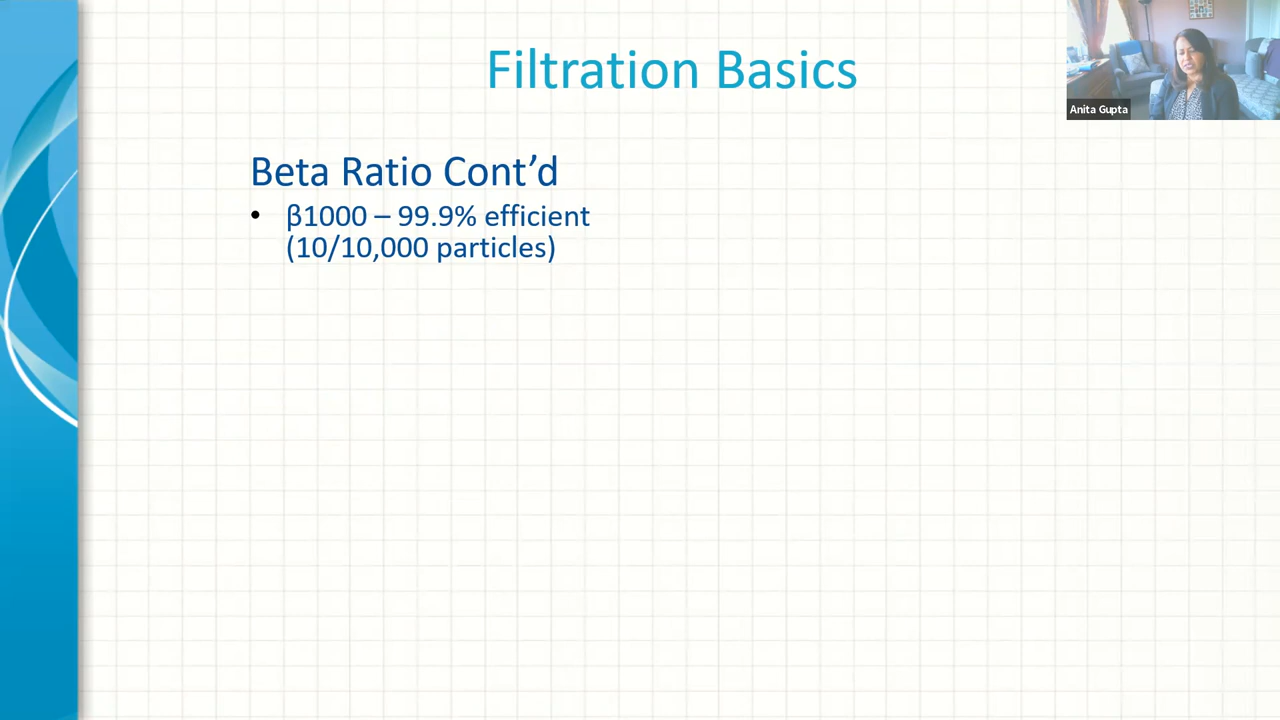 Filtration Basics
Anita Gupta
Beta Ratio Cont’d
• β1000 – 99.9% efficient
(10/10,000 particles)